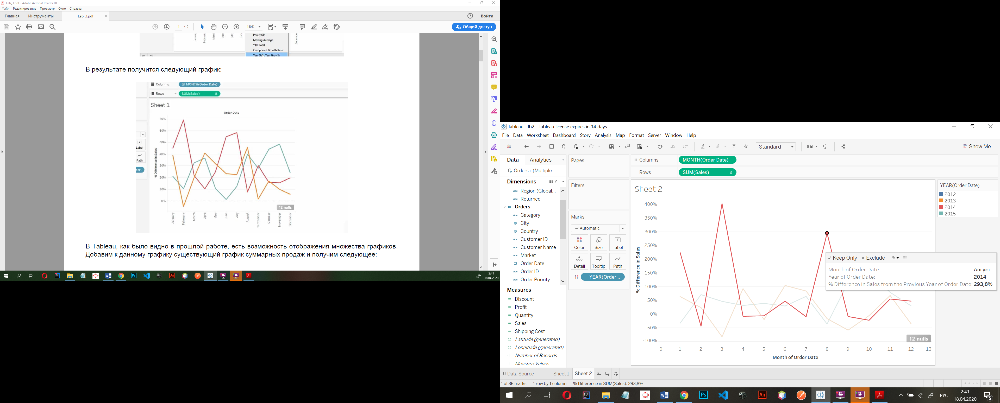 Lab_3.pdf - Adobe Acrobat Reader DC
Файл Редактирование Просмотр Окно Справка
Главная Инструменты Lab_3.pdf × Войти
1 / 9 150% Общий доступ
Percentile
Moving Average
YTD Total
Compound Growth Rate
Year Over Year Growth
В результате получится следующий график:
Columns MONTH(Order Date)
Rows SUM(Sales)
Sheet 1
Order Date
% Difference in Sales
70%
60%
50%
40%
30%
20%
10%
0%
Label
Path
12 nulls
January February March April May June July August September October November December
В Tableau, как было видно в прошлой работе, есть возможность отображения множества графиков.
Добавим к данному графику существующий график суммарных продаж и получим следующее:
2:41
18.04.2020
Tableau - lb2 - Tableau license expires in 14 days
File Data Worksheet Dashboard Story Analysis Map Format Server Window Help
Standard Show Me
Data Analytics
Orders+ (Multiple ...
Dimensions
Region (Global...
Returned
Orders
Category
City
Country
Customer ID
Customer Name
Market
Order Date
Order ID
Order Priority
Measures
Discount
Profit
Quantity
Sales
Shipping Cost
Latitude (generated)
Longitude (generated)
Number of Records
Measure Values
Pages
Filters
Marks
Automatic
Color Size Label
Detail Tooltip Path
YEAR(Order ..
Columns MONTH(Order Date)
Rows SUM(Sales)
Sheet 2
% Difference in Sales
400%
350%
300%
250%
200%
150%
100%
50%
0%
-50%
-100%
0 1 2 3 4 5 6 7 8 9 10 11 12 13
Month of Order Date
12 nulls
Keep Only Exclude
Month of Order Date: Август
Year of Order Date: 2014
% Difference in Sales from the Previous Year of Order Date: 293,8%
YEAR(Order Date)
2012
2013
2014
2015
Data Source Sheet 1 Sheet 2
1 of 36 marks 1 row by 1 column % Difference in SUM(Sales): 293,8%
РУС
2:41
18.04.2020
5